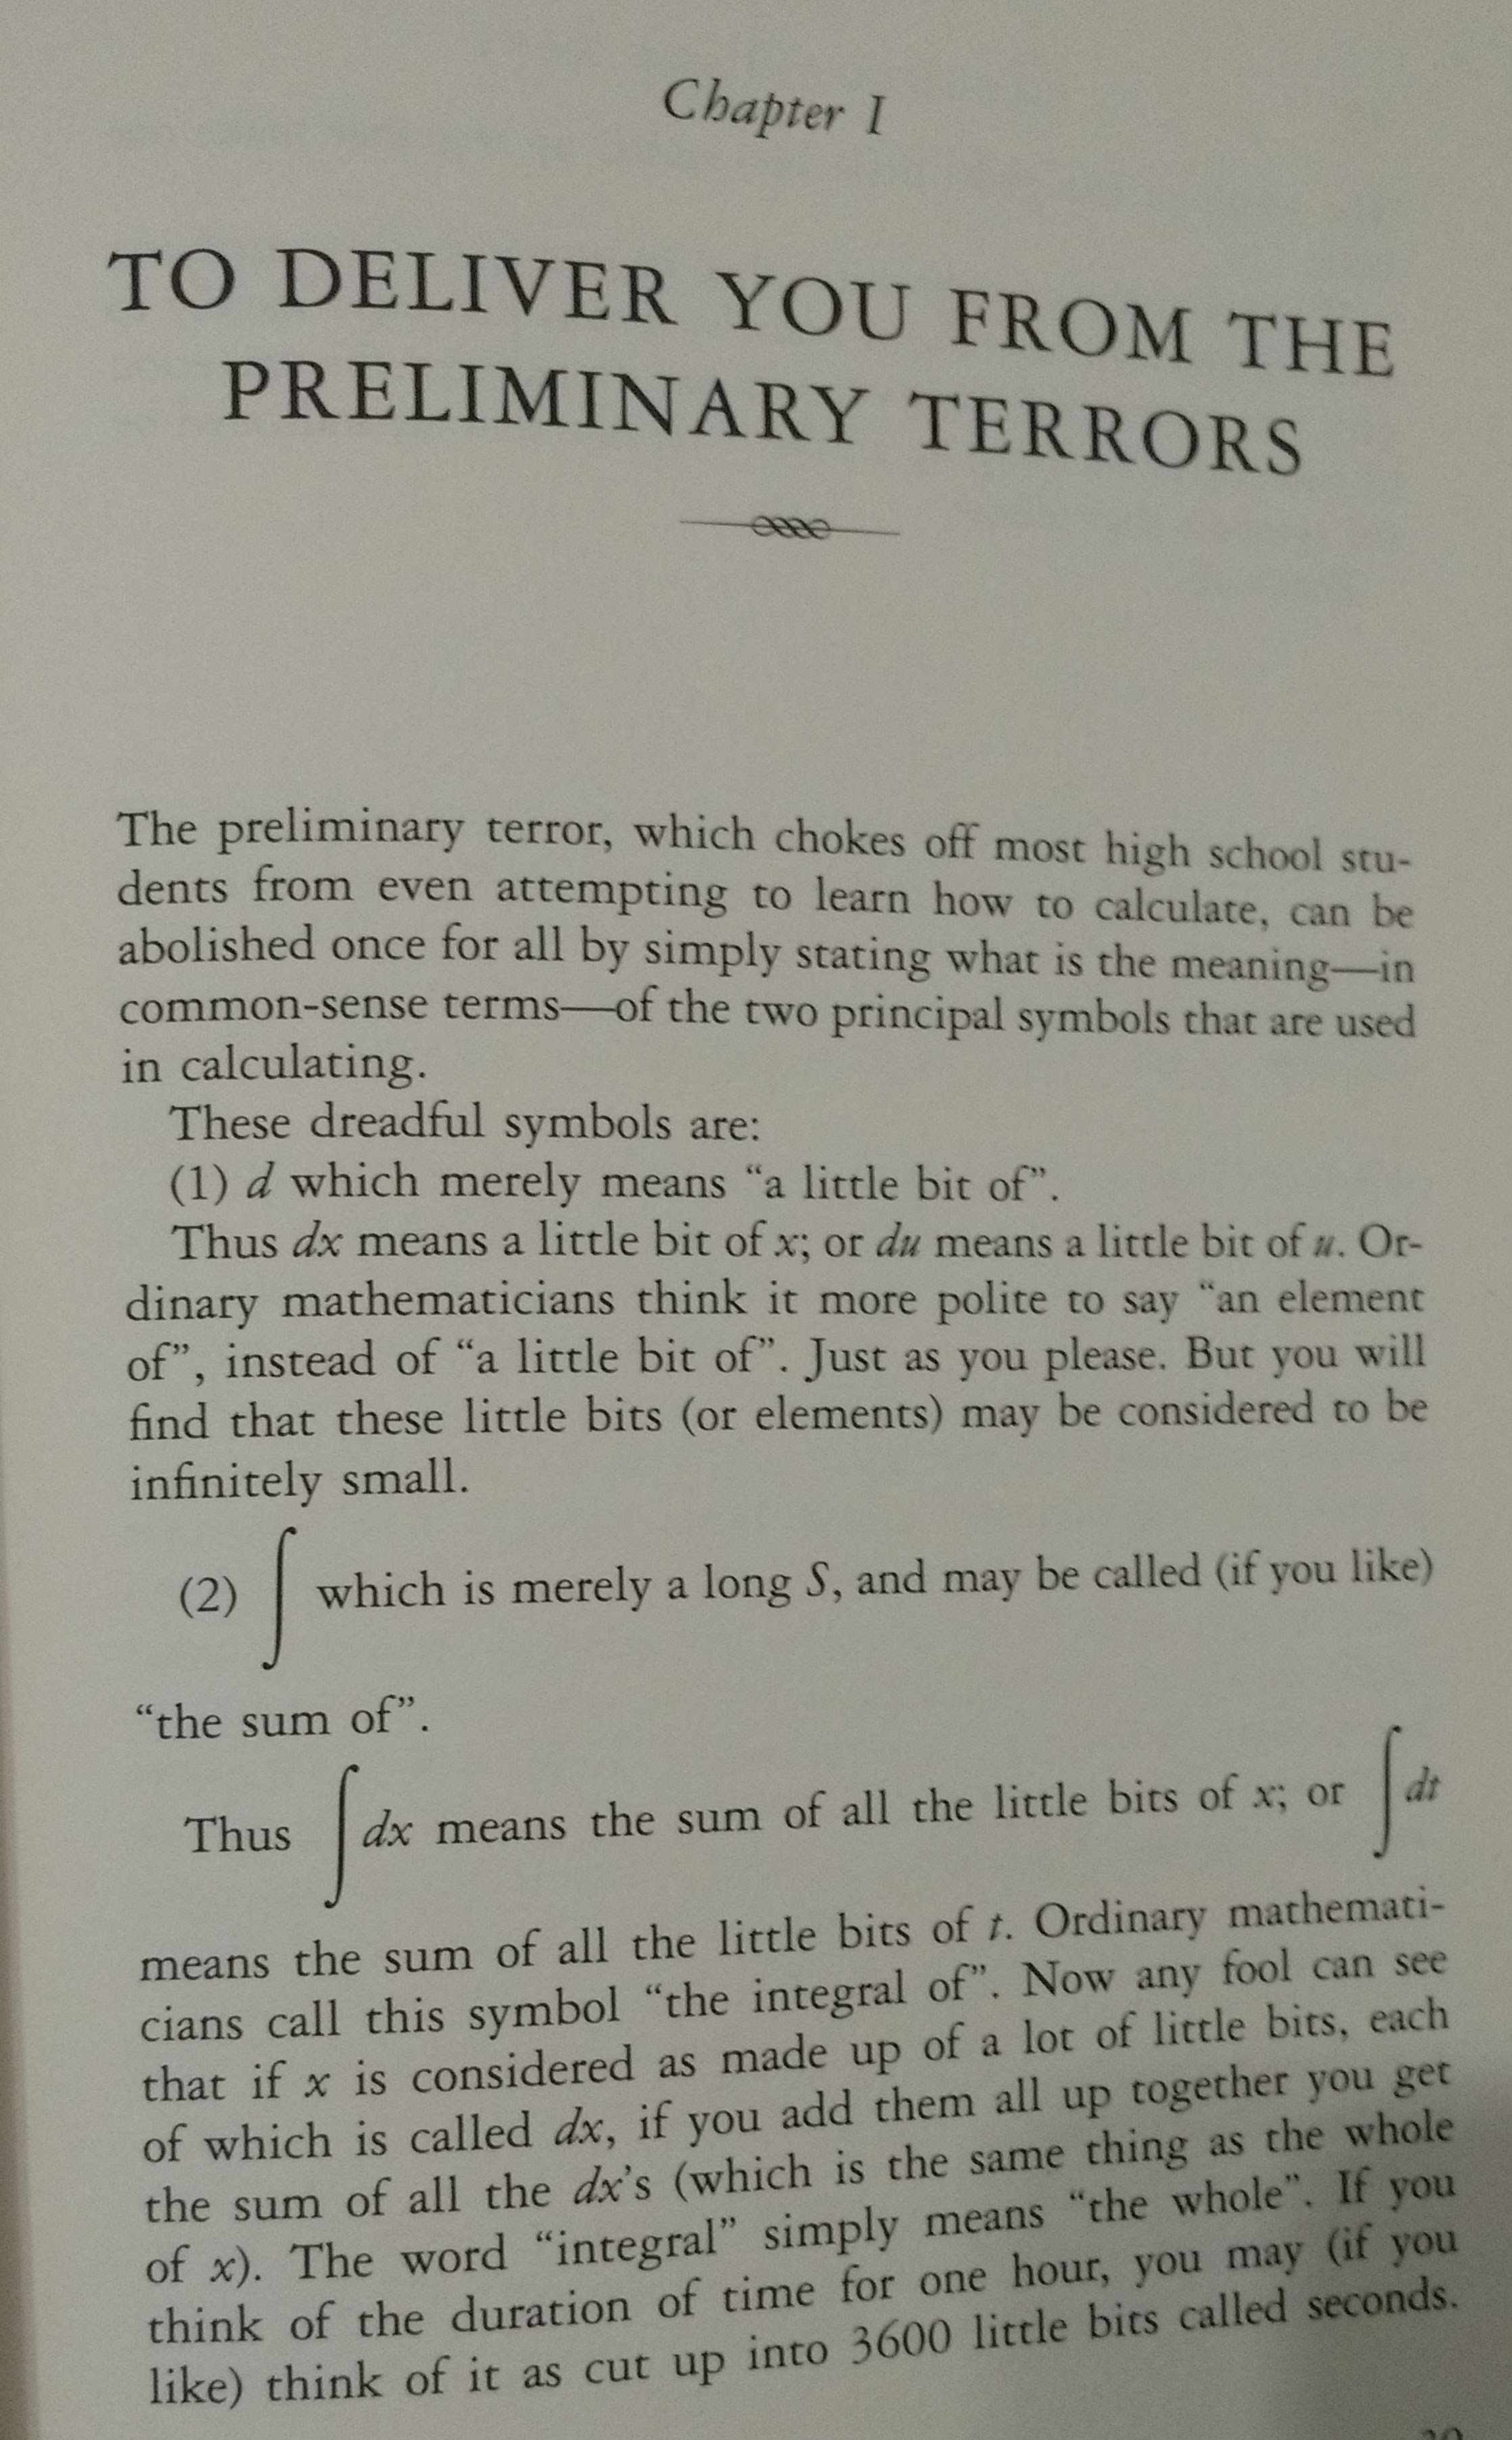 Chapter I
TO DELIVER YOU FROM THE
PRELIMINARY TERRORS
The preliminary terror, which chokes off most high school stu-
dents from even attempting to learn how to calculate, can be
abolished once for all by simply stating what is the meaning—in
common-sense terms—of the two principal symbols that are used
in calculating.
These dreadful symbols are:
(1) d which merely means “a little bit of”.
Thus dx means a little bit of x; or du means a little bit of u. Or-
dinary mathematicians think it more polite to say “an element
of”, instead of “a little bit of”. Just as you please. But you will
find that these little bits (or elements) may be considered to be
infinitely small.
(2) ∫ which is merely a long S, and may be called (if you like)
“the sum of”.
Thus ∫ dx means the sum of all the little bits of x; or ∫ dt
means the sum of all the little bits of t. Ordinary mathemati-
cians call this symbol “the integral of”. Now any fool can see
that if x is considered as made up of a lot of little bits, each
of which is called dx, if you add them all up together you get
the sum of all the dx’s (which is the same thing as the whole
of x). The word “integral” simply means “the whole”. If you
think of the duration of time for one hour, you may (if you
like) think of it as cut up into 3600 little bits called seconds.